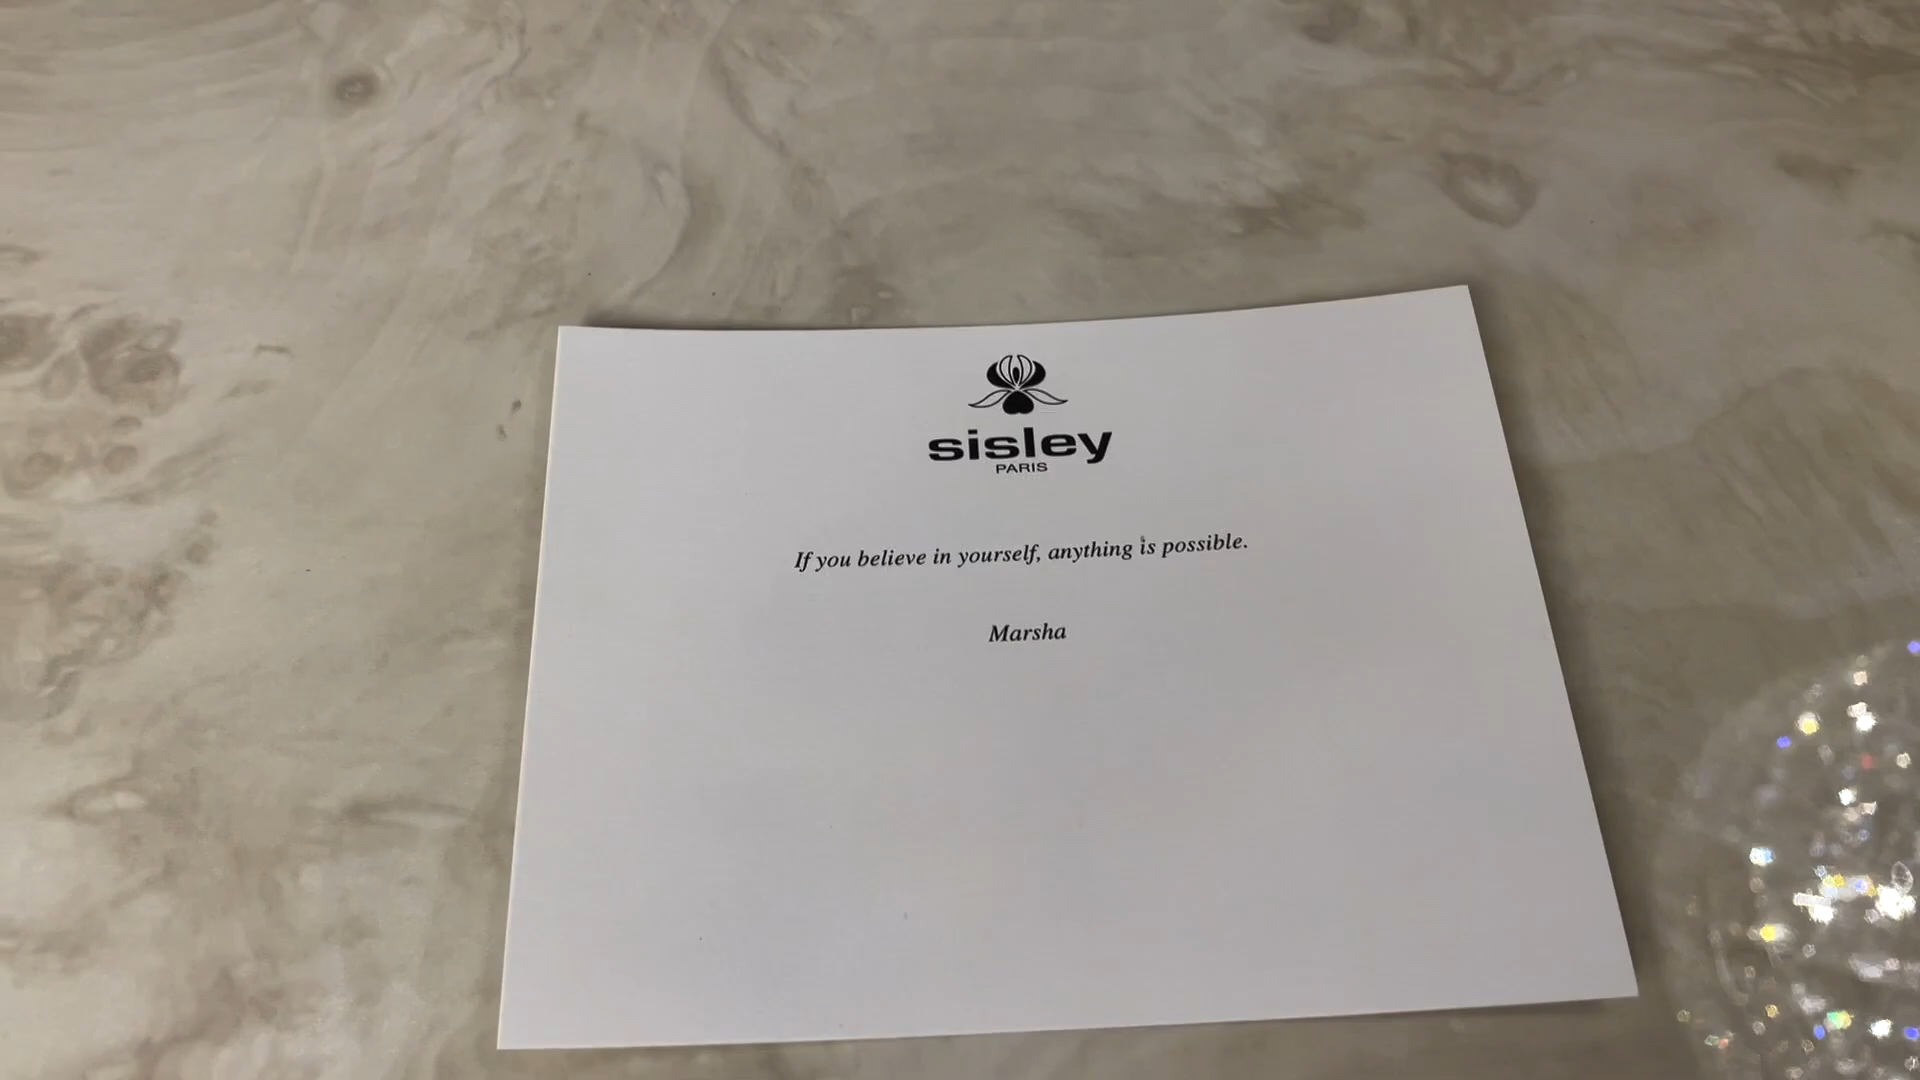 sisley
PARIS
If you believe in yourself, anything is possible.
Marsha